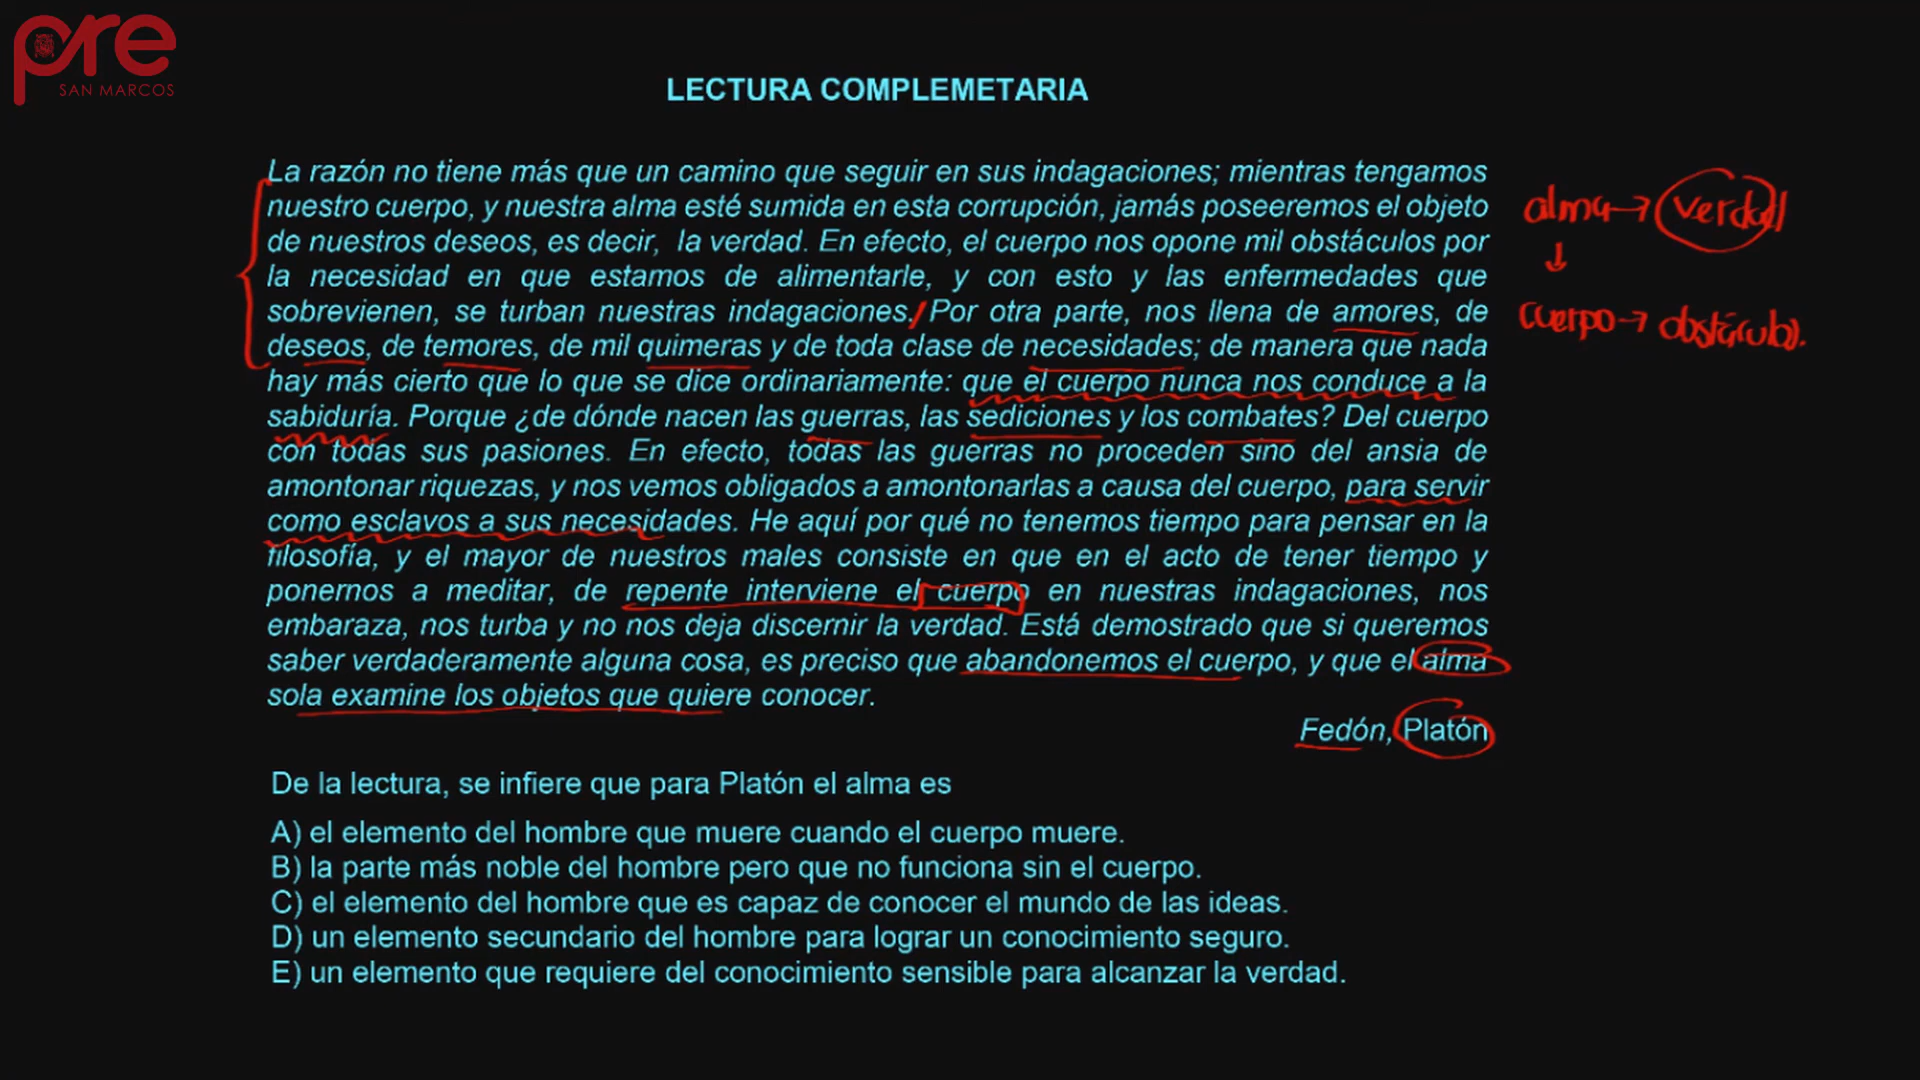 pre
SAN MARCOS
LECTURA COMPLEMETARIA
La razón no tiene más que un camino que seguir en sus indagaciones; mientras tengamos
nuestro cuerpo, y nuestra alma esté sumida en esta corrupción, jamás poseeremos el objeto
de nuestros deseos, es decir, la verdad. En efecto, el cuerpo nos opone mil obstáculos por
la necesidad en que estamos de alimentarle, y con esto y las enfermedades que
sobrevienen, se turban nuestras indagaciones. Por otra parte, nos llena de amores, de
deseos, de temores, de mil quimeras y de toda clase de necesidades; de manera que nada
hay más cierto que lo que se dice ordinariamente: que el cuerpo nunca nos conduce a la
sabiduría. Porque ¿de dónde nacen las guerras, las sediciones y los combates? Del cuerpo
con todas sus pasiones. En efecto, todas las guerras no proceden sino del ansia de
amontonar riquezas, y nos vemos obligados a amontonarlas a causa del cuerpo, para servir
como esclavos a sus necesidades. He aquí por qué no tenemos tiempo para pensar en la
filosofía, y el mayor de nuestros males consiste en que en el acto de tener tiempo y
ponernos a meditar, de repente interviene el cuerpo en nuestras indagaciones, nos
embaraza, nos turba y no nos deja discernir la verdad. Está demostrado que si queremos
saber verdaderamente alguna cosa, es preciso que abandonemos el cuerpo, y que el alma
sola examine los objetos que quiere conocer.
Fedón, Platón
alma → verdad
↓
cuerpo → obstáculo.
De la lectura, se infiere que para Platón el alma es
A) el elemento del hombre que muere cuando el cuerpo muere.
B) la parte más noble del hombre pero que no funciona sin el cuerpo.
C) el elemento del hombre que es capaz de conocer el mundo de las ideas.
D) un elemento secundario del hombre para lograr un conocimiento seguro.
E) un elemento que requiere del conocimiento sensible para alcanzar la verdad.